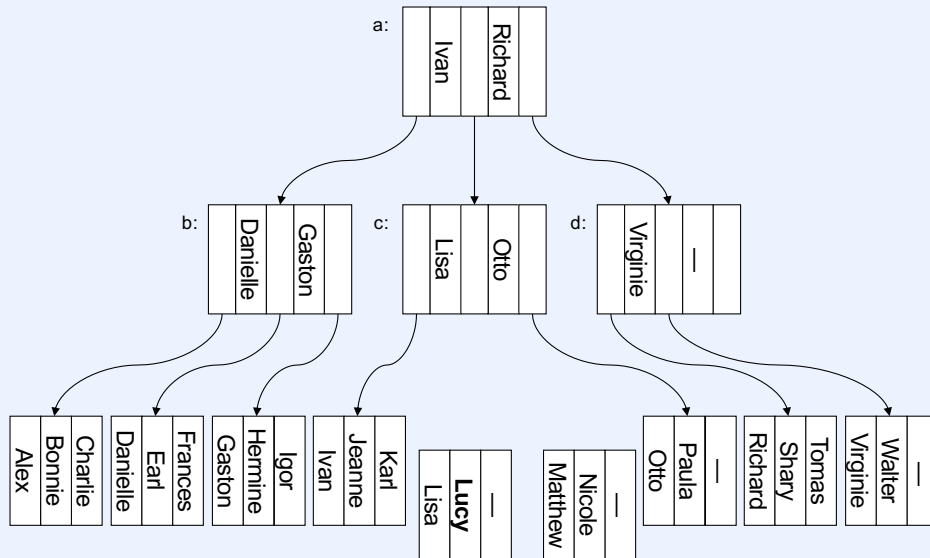 a:
Ivan
Richard
b:
Danielle
Gaston
c:
Lisa
Otto
d:
Virginie
—
Alex
Bonnie
Charlie
Danielle
Earl
Frances
Gaston
Hermine
Igor
Ivan
Jeanne
Karl
Lisa
Lucy
—
Matthew
Nicole
—
Otto
Paula
—
Richard
Shary
Tomas
Virginie
Walter
—